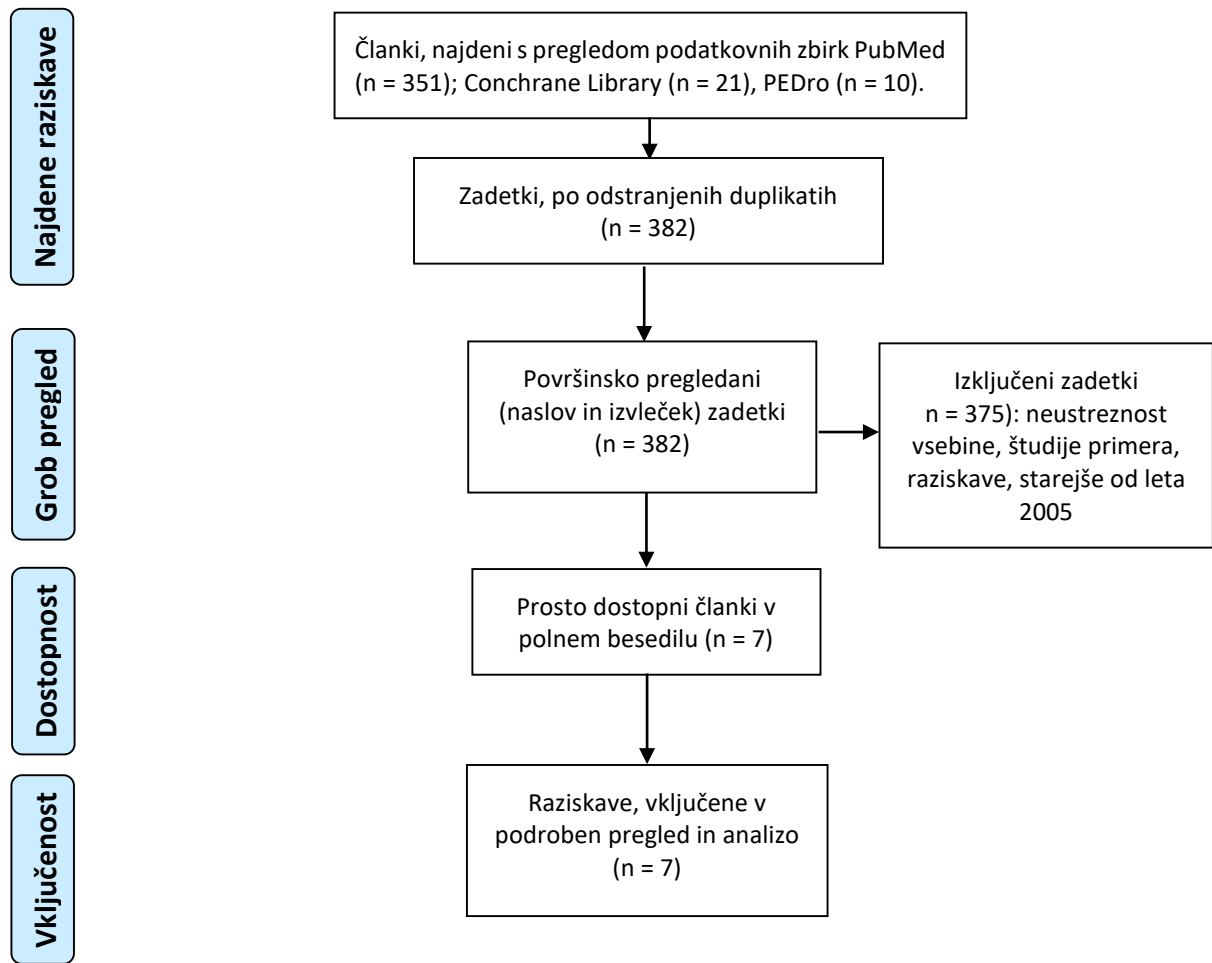 Najdene raziskave
Članki, najdeni s pregledom podatkovnih zbirk PubMed
(n = 351); Conchrane Library (n = 21), PEDro (n = 10).
Zadetki, po odstranjenih duplikatih
(n = 382)
Grob pregled
Površinsko pregledani
(naslov in izvleček) zadetki
(n = 382)
Izključeni zadetki
n = 375): neustreznost
vsebine, študije primera,
raziskave, starejše od leta
2005
Dostopnost
Prosto dostopni članki v
polnem besedilu (n = 7)
Vključenost
Raziskave, vključene v
podroben pregled in analizo
(n = 7)